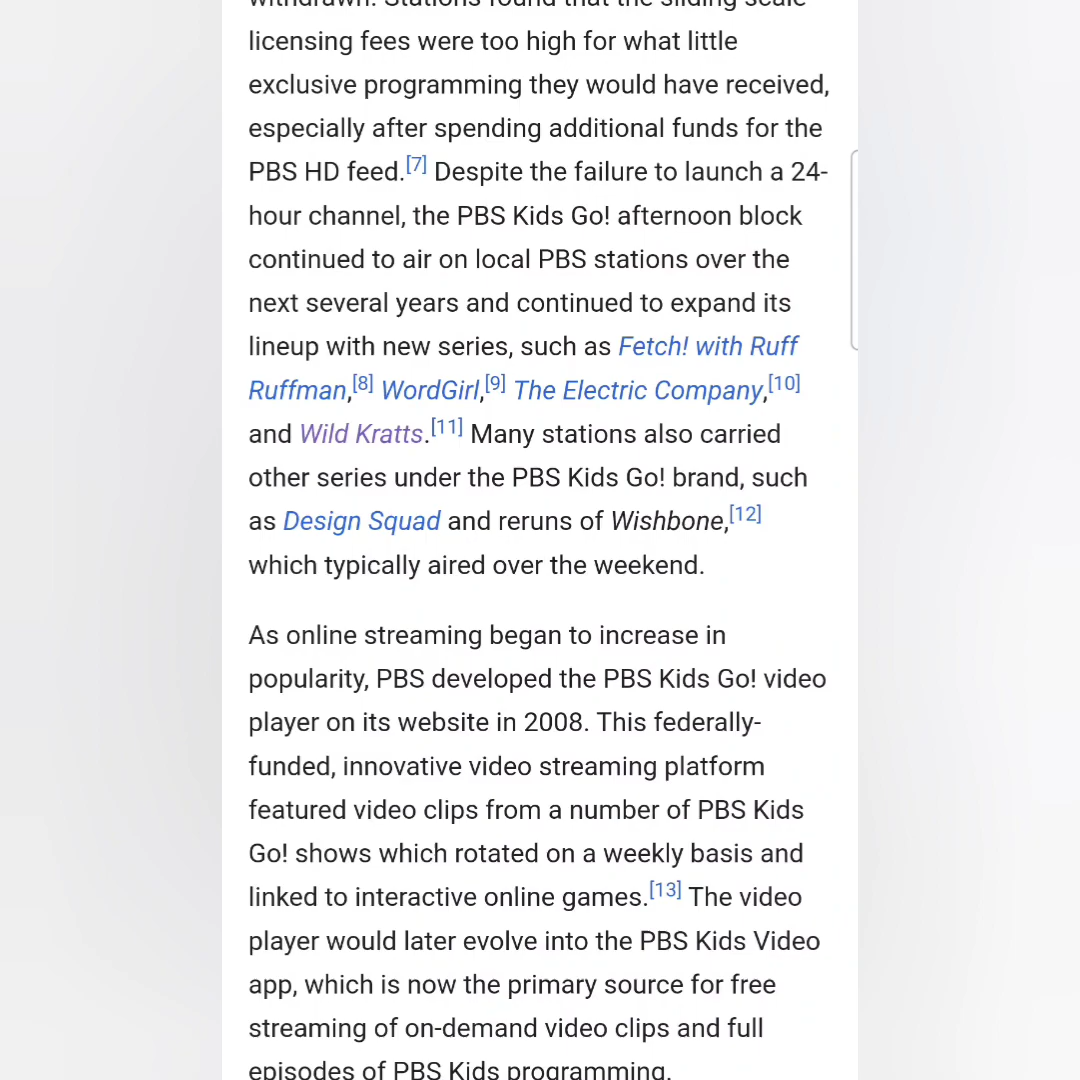 withdrawn. Stations found that the sliding scale
licensing fees were too high for what little
exclusive programming they would have received,
especially after spending additional funds for the
PBS HD feed.[7] Despite the failure to launch a 24-
hour channel, the PBS Kids Go! afternoon block
continued to air on local PBS stations over the
next several years and continued to expand its
lineup with new series, such as Fetch! with Ruff
Ruffman,[8] WordGirl,[9] The Electric Company,[10]
and Wild Kratts.[11] Many stations also carried
other series under the PBS Kids Go! brand, such
as Design Squad and reruns of Wishbone,[12]
which typically aired over the weekend.
As online streaming began to increase in
popularity, PBS developed the PBS Kids Go! video
player on its website in 2008. This federally-
funded, innovative video streaming platform
featured video clips from a number of PBS Kids
Go! shows which rotated on a weekly basis and
linked to interactive online games.[13] The video
player would later evolve into the PBS Kids Video
app, which is now the primary source for free
streaming of on-demand video clips and full
episodes of PBS Kids programming.